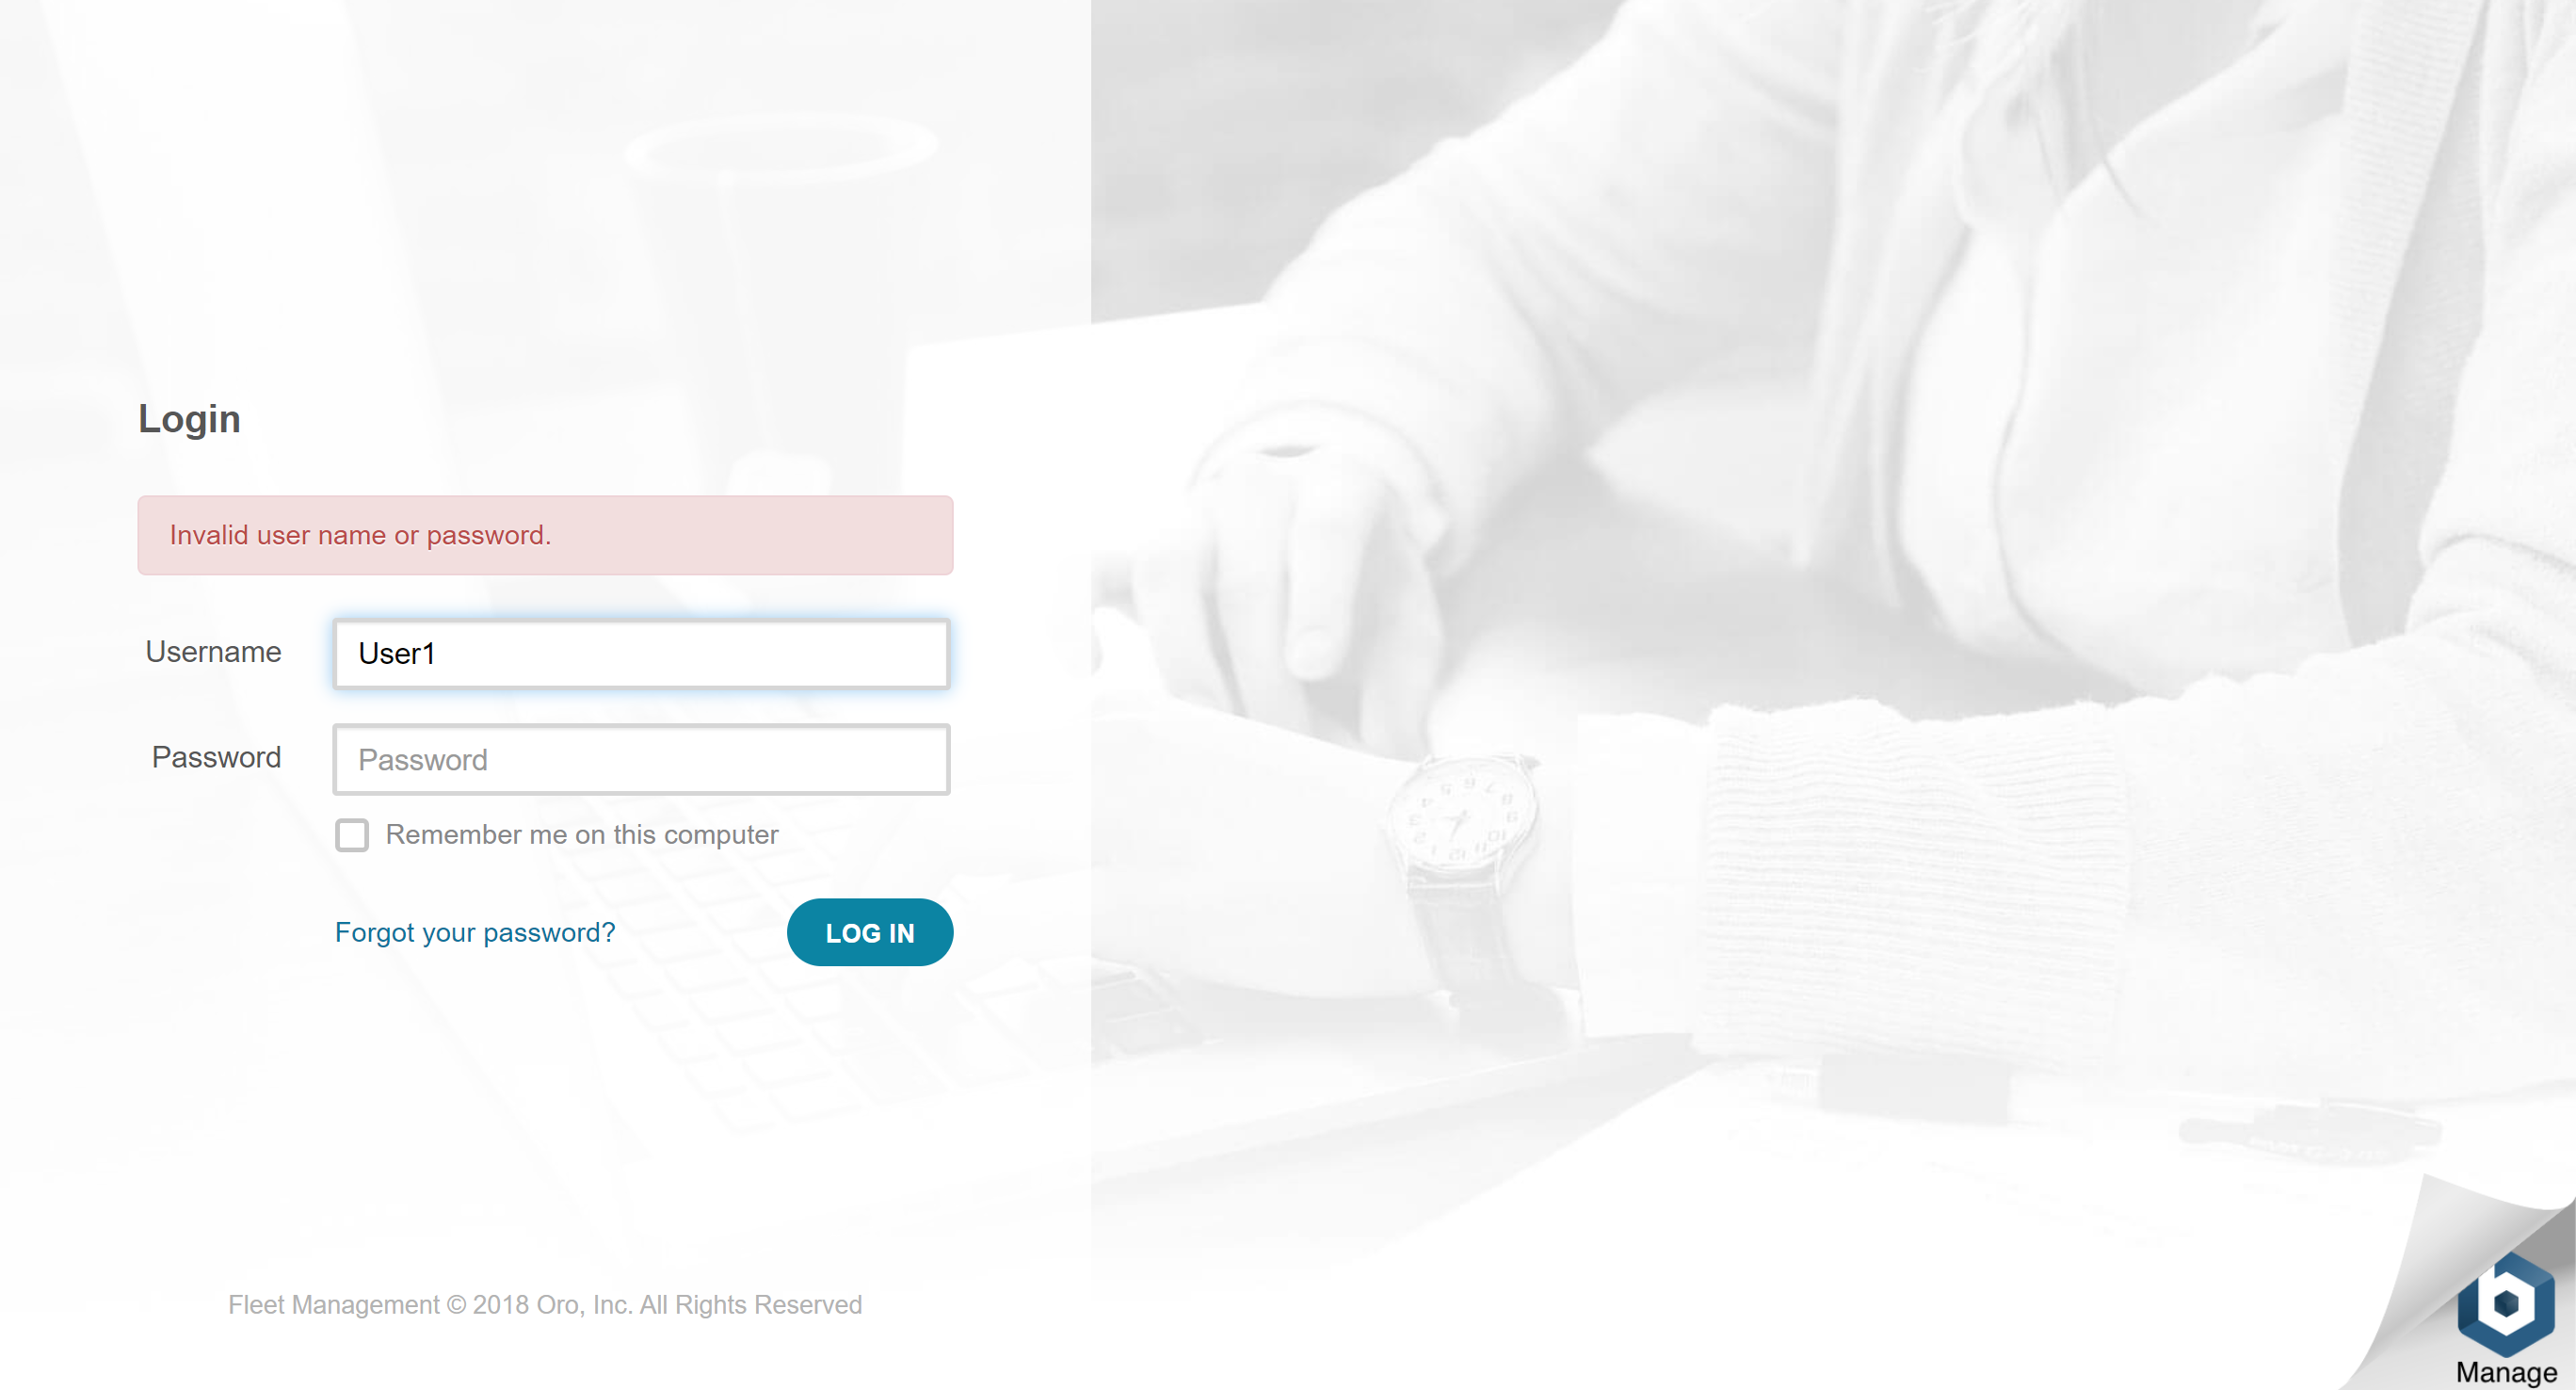 Login
Invalid user name or password.
Username
User1
Password
Password
Remember me on this computer
Forgot your password?
LOG IN
Fleet Management © 2018 Oro, Inc. All Rights Reserved
Manage